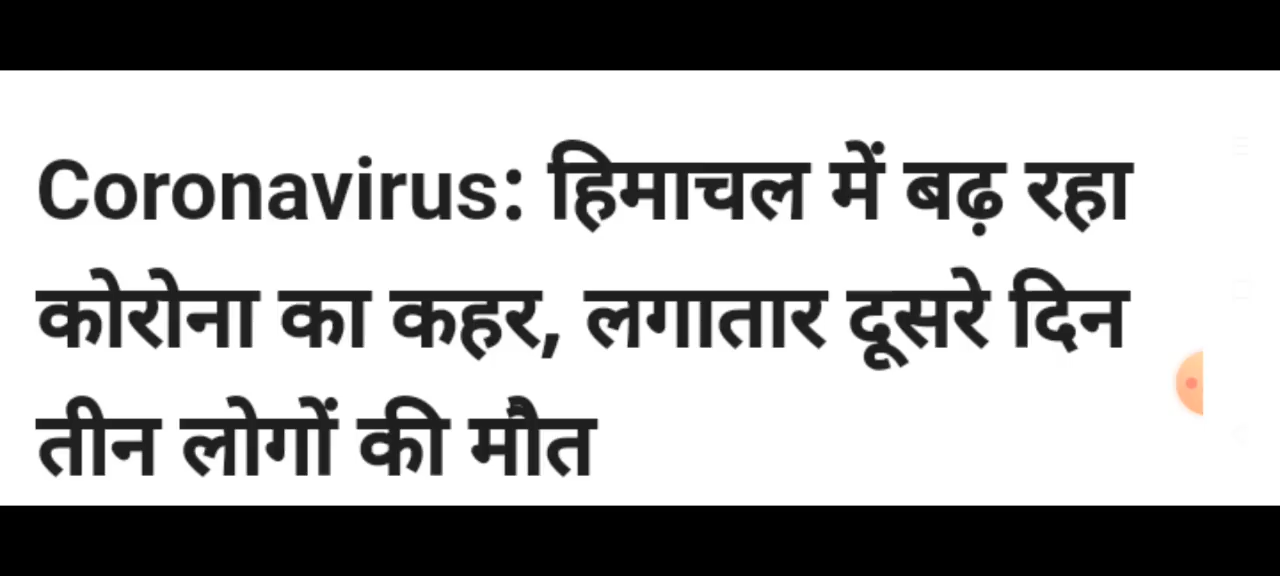 Coronavirus: हिमाचल में बढ़ रहा
कोरोना का कहर, लगातार दूसरे दिन
तीन लोगों की मौत